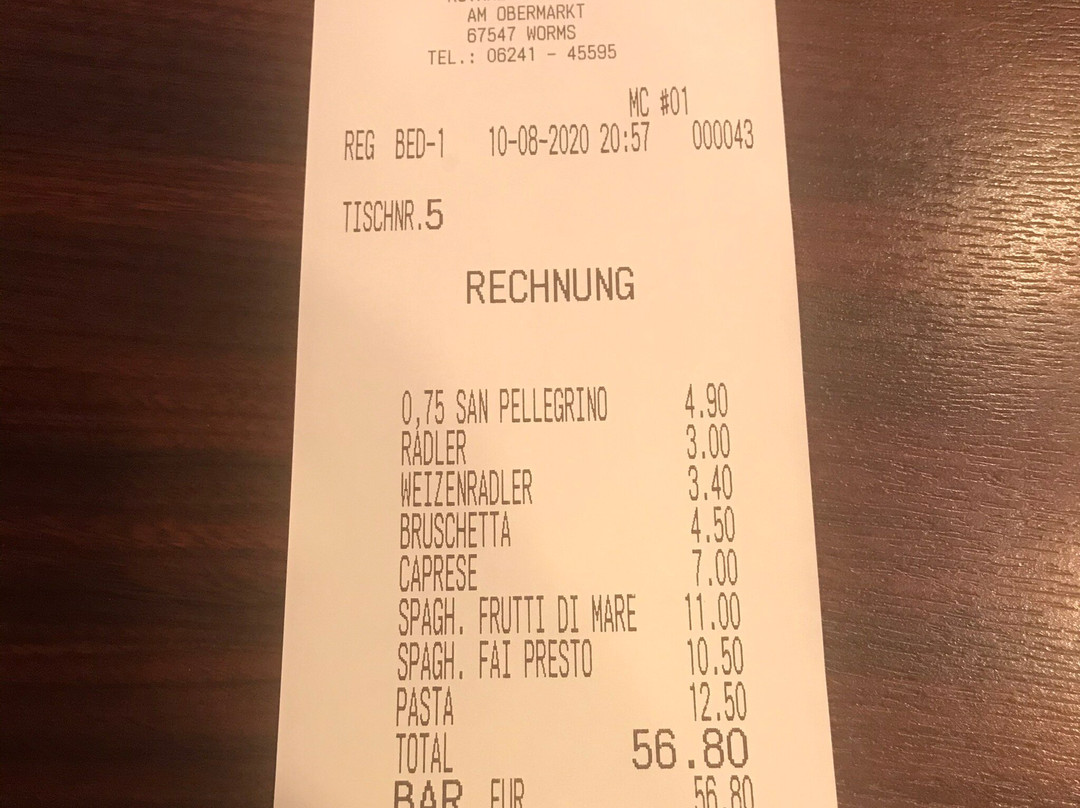 AM OBERMARKT
67547 WORMS
TEL.: 06241 - 45595
MC #01
REG BED-1 10-08-2020 20:57 000043
TISCHNR.5
RECHNUNG
0,75 SAN PELLEGRINO 4.90
RADLER 3.00
WEIZENRADLER 3.40
BRUSCHETTA 4.50
CAPRESE 7.00
SPAGH. FRUTTI DI MARE 11.00
SPAGH. FAI PRESTO 10.50
PASTA 12.50
TOTAL 56.80
BAR EUR 56.80